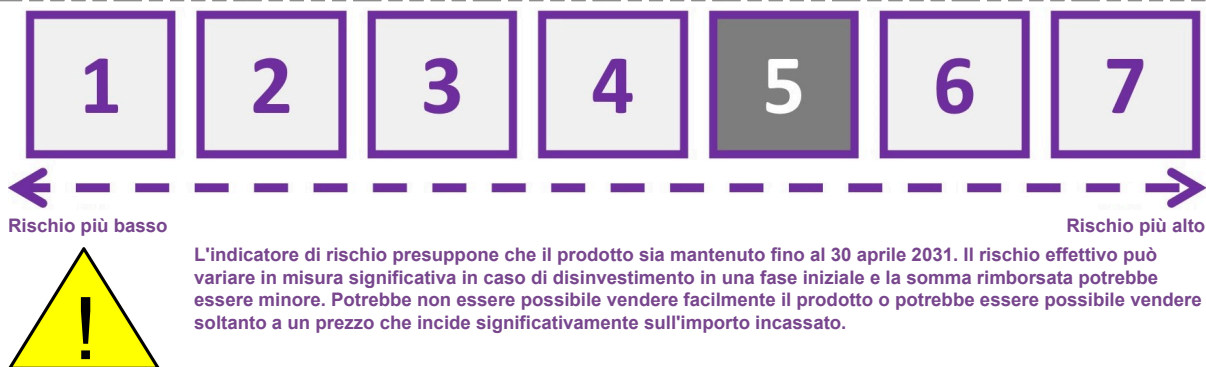 1 2 3 4 5 6 7
Rischio più basso Rischio più alto
!
L'indicatore di rischio presuppone che il prodotto sia mantenuto fino al 30 aprile 2031. Il rischio effettivo può
variare in misura significativa in caso di disinvestimento in una fase iniziale e la somma rimborsata potrebbe
essere minore. Potrebbe non essere possibile vendere facilmente il prodotto o potrebbe essere possibile vendere
soltanto a un prezzo che incide significativamente sull'importo incassato.